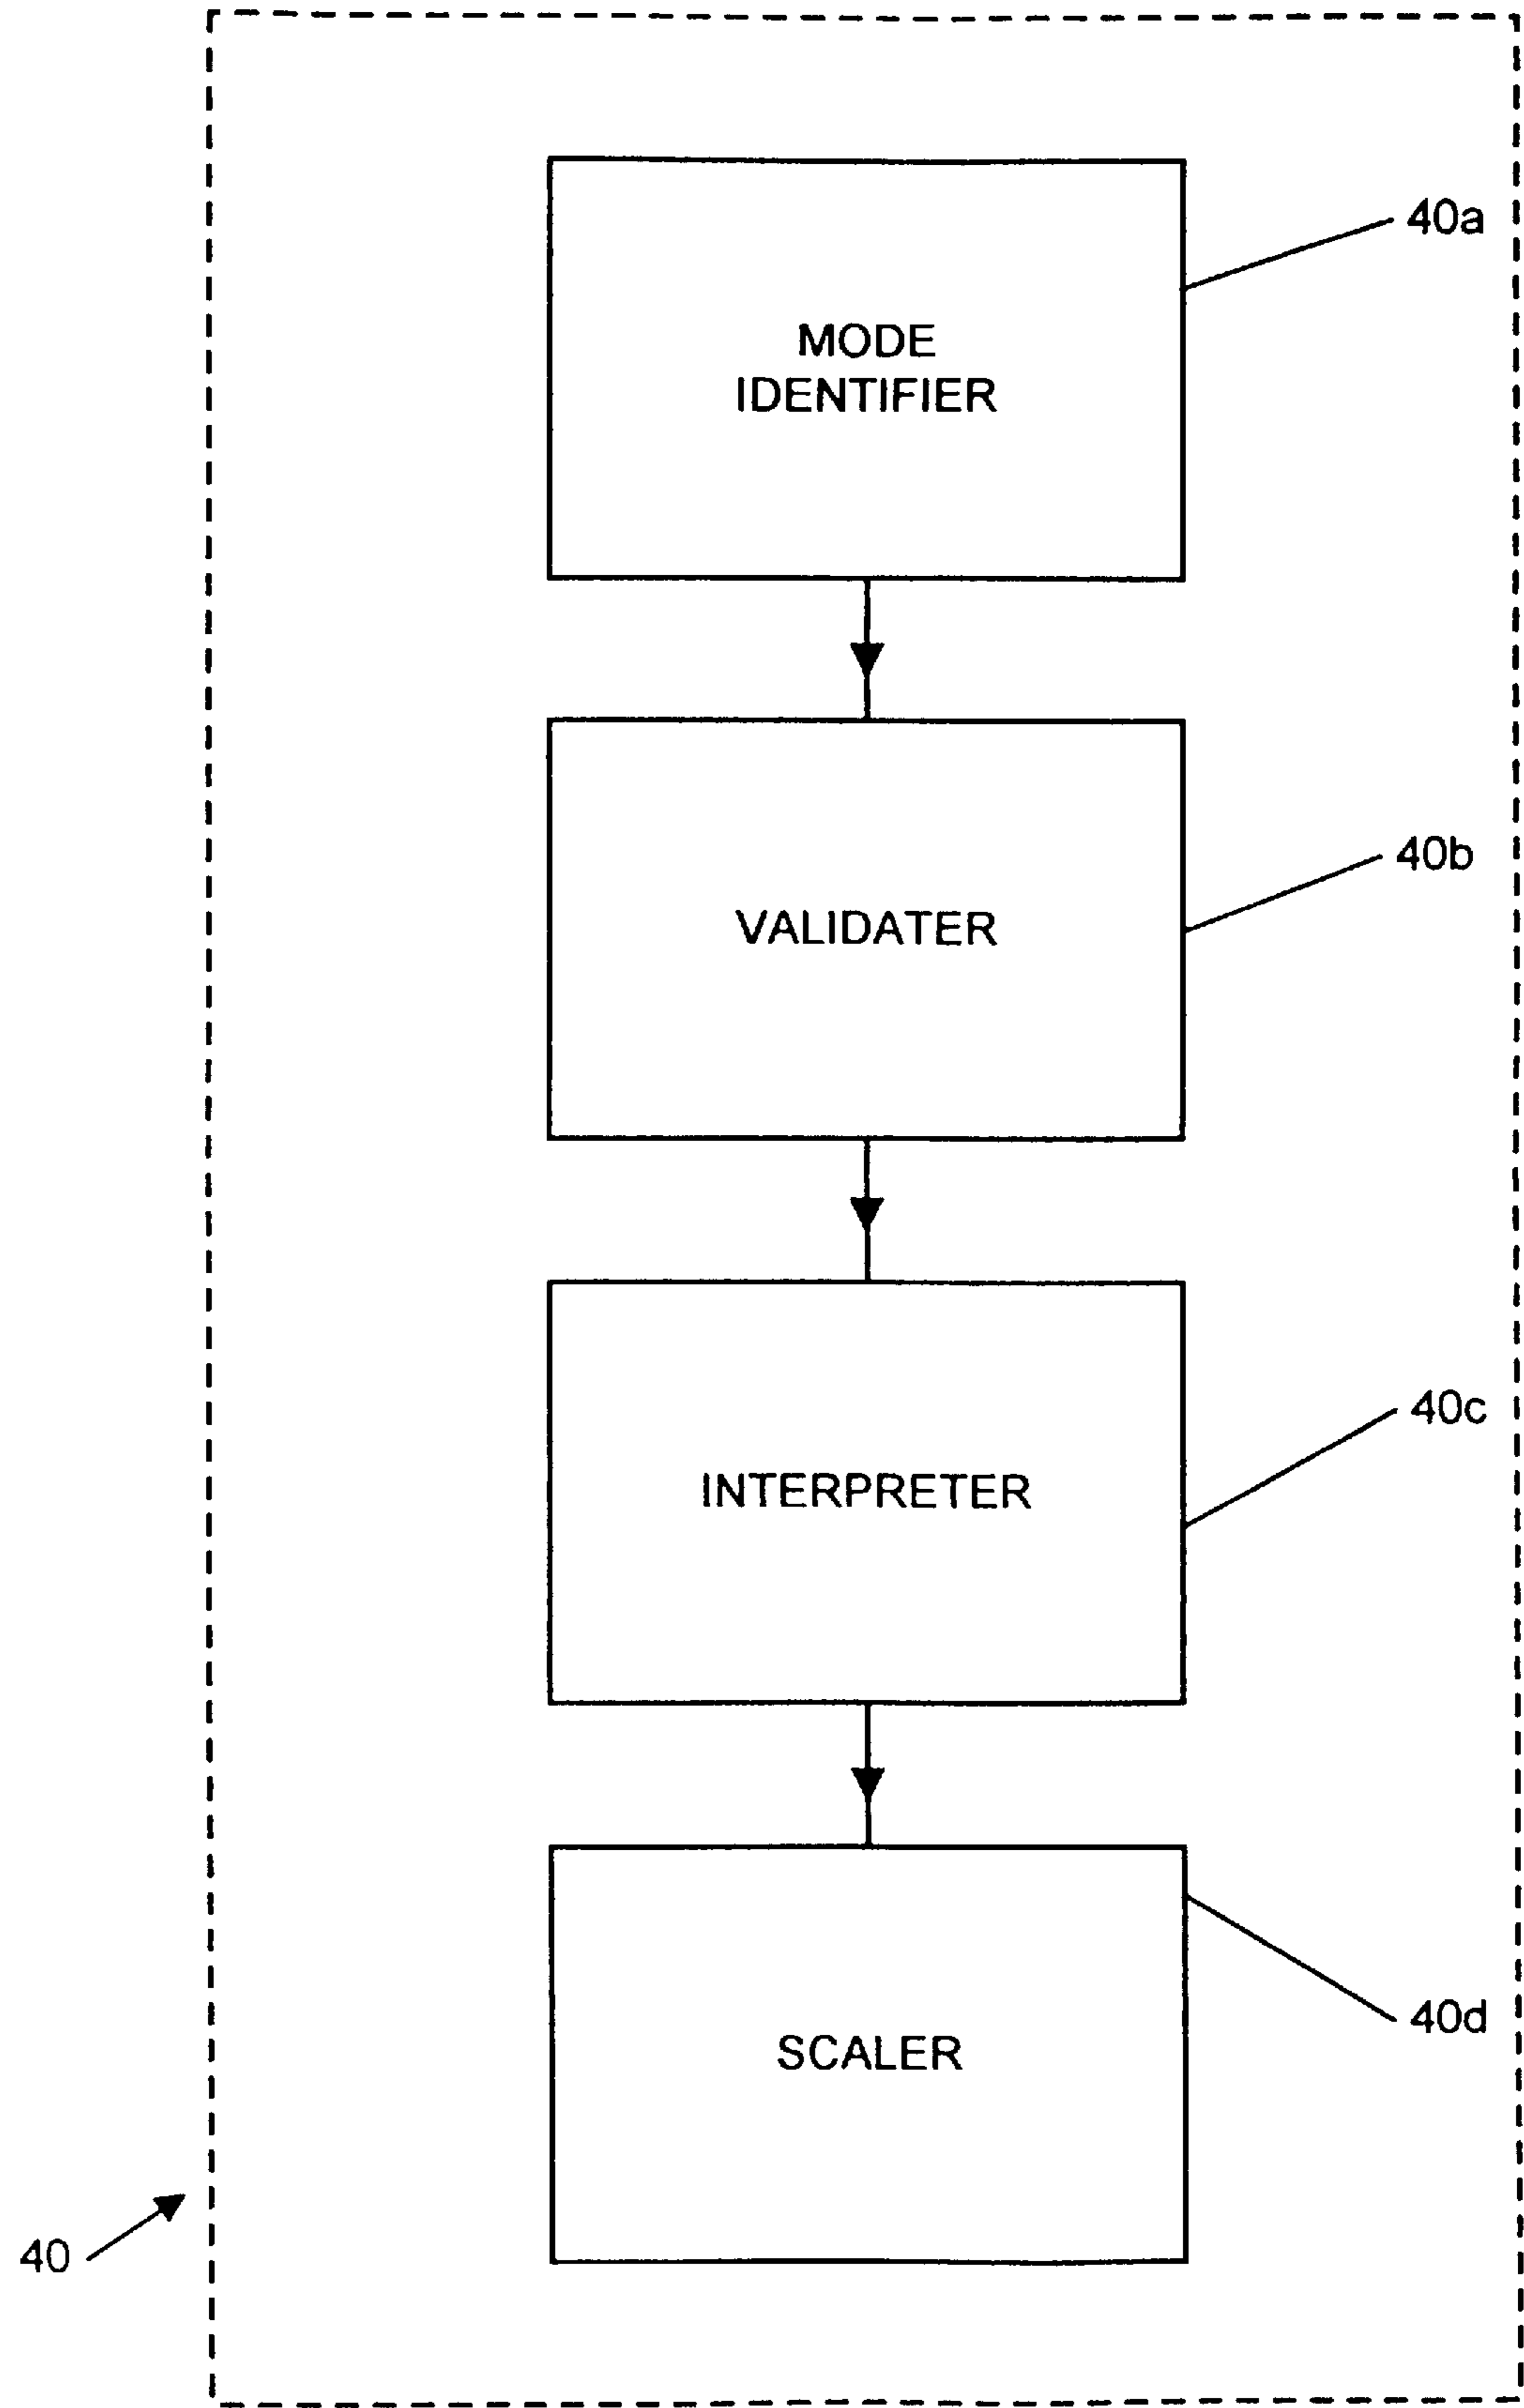 40a
MODE
IDENTIFIER
40b
VALIDATER
40c
INTERPRETER
40d
SCALER
40